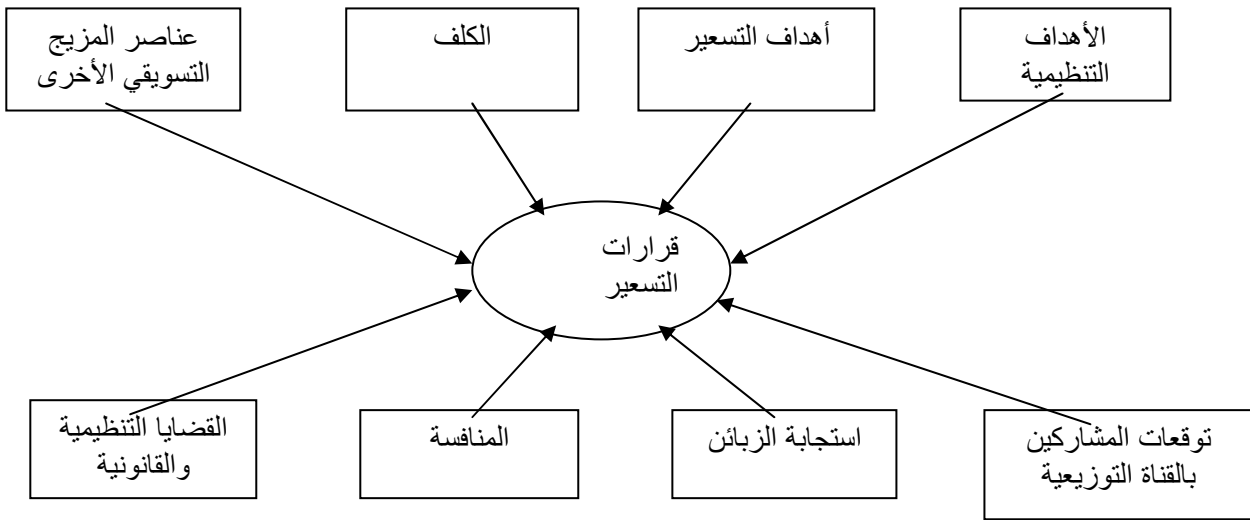 الأهداف
التنظيمية
أهداف التسعير
الكلف
عناصر المزيج
التسويقي الأخرى
قرارات
التسعير
توقعات المشاركين
بالقناة التوزيعية
استجابة الزبائن
المنافسة
القضايا التنظيمية
والقانونية